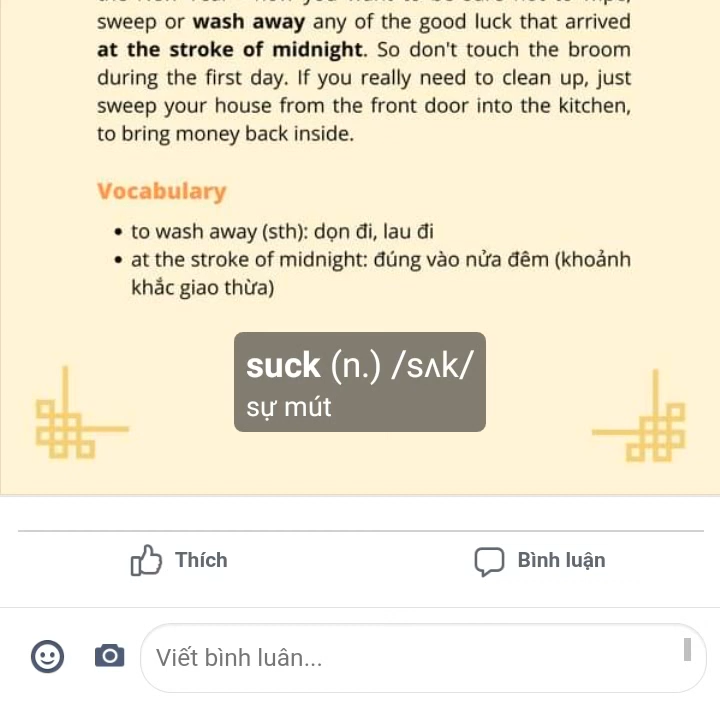 sweep or wash away any of the good luck that arrived
at the stroke of midnight. So don't touch the broom
during the first day. If you really need to clean up, just
sweep your house from the front door into the kitchen,
to bring money back inside.
Vocabulary
• to wash away (sth): dọn đi, lau đi
• at the stroke of midnight: đúng vào nửa đêm (khoảnh
khắc giao thừa)
suck (n.) /sʌk/
sự mút
Thích
Bình luận
Viết bình luân...